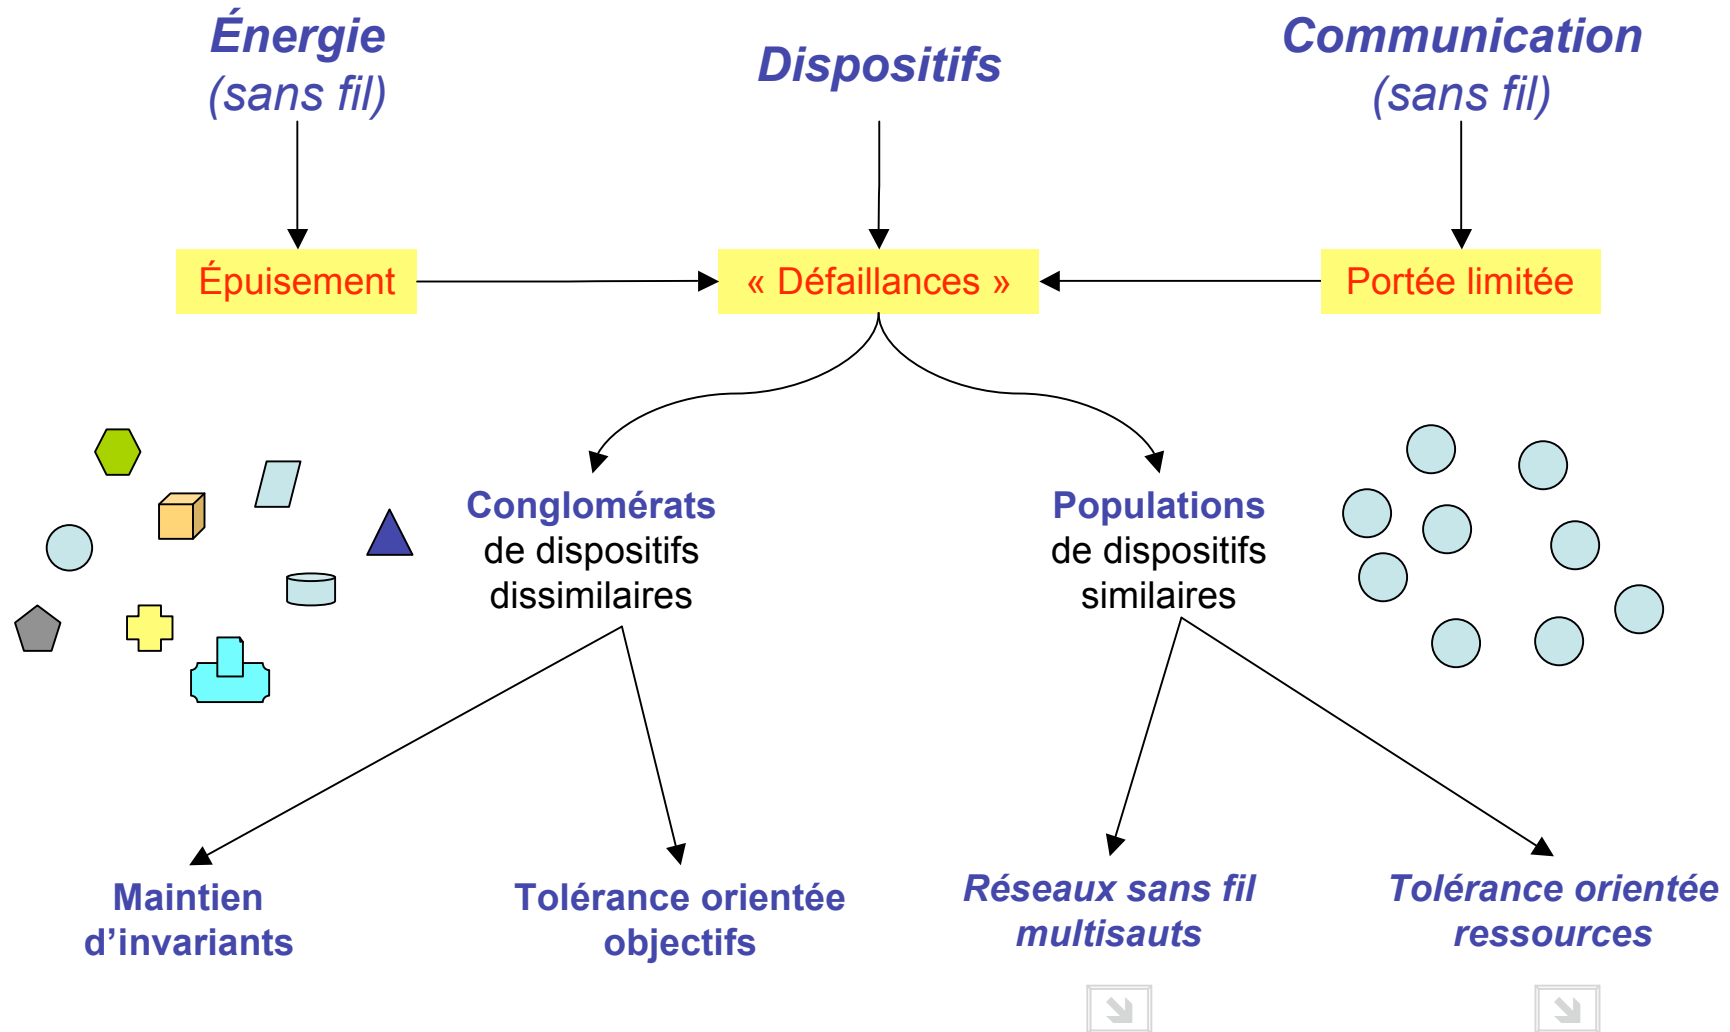 Énergie
(sans fil)
Dispositifs
Communication
(sans fil)
Épuisement
« Défaillances »
Portée limitée
Conglomérats
de dispositifs
dissimilaires
Populations
de dispositifs
similaires
Maintien
d’invariants
Tolérance orientée
objectifs
Réseaux sans fil
multisauts
Tolérance orientée
ressources